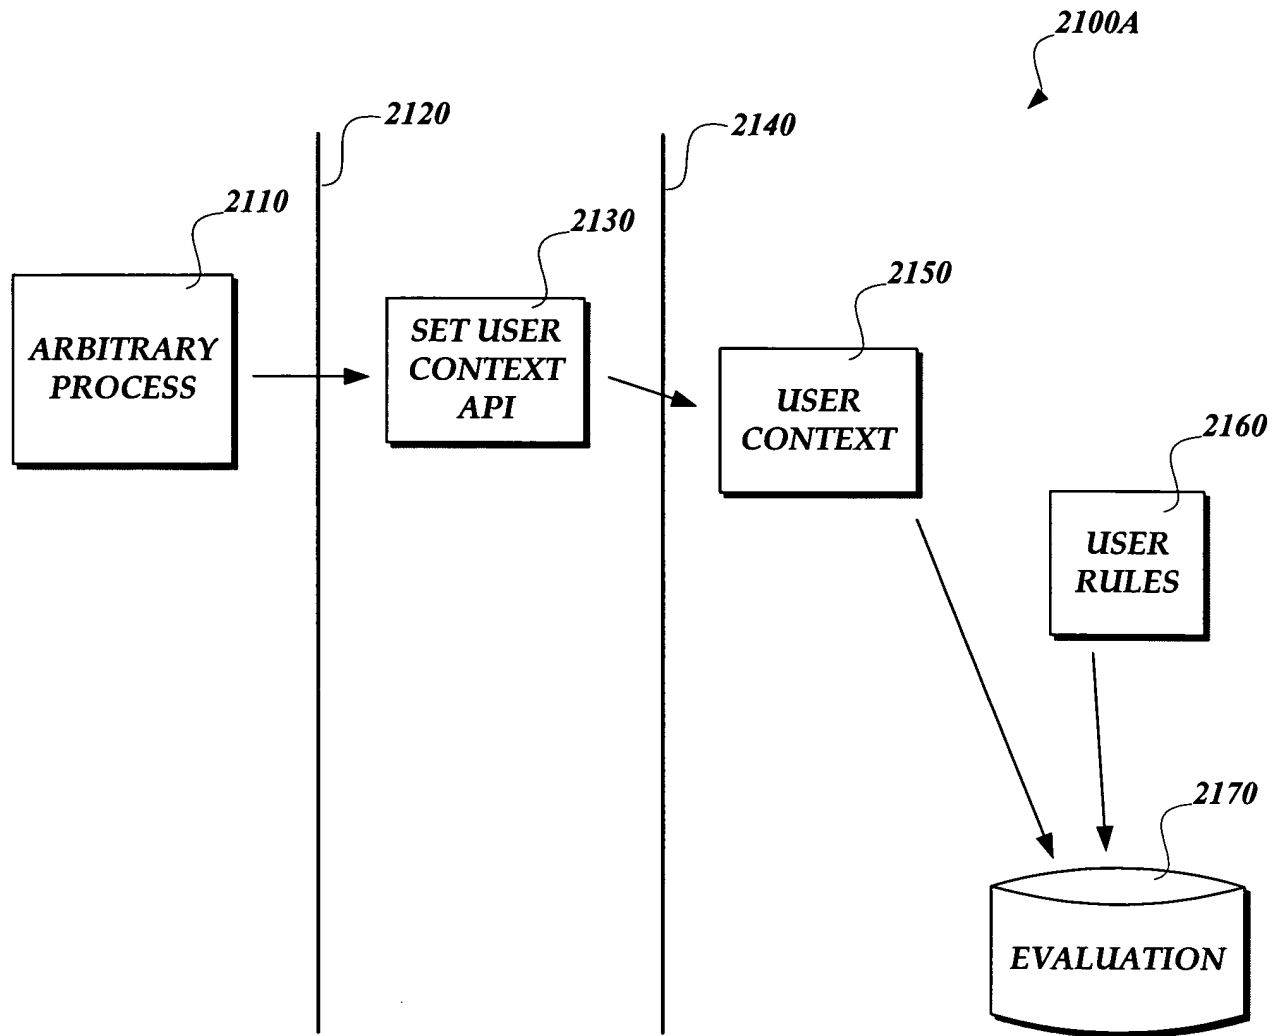 2100A
2120
2140
2110
2130
2150
ARBITRARY
PROCESS
SET USER
CONTEXT
API
USER
CONTEXT
2160
USER
RULES
2170
EVALUATION